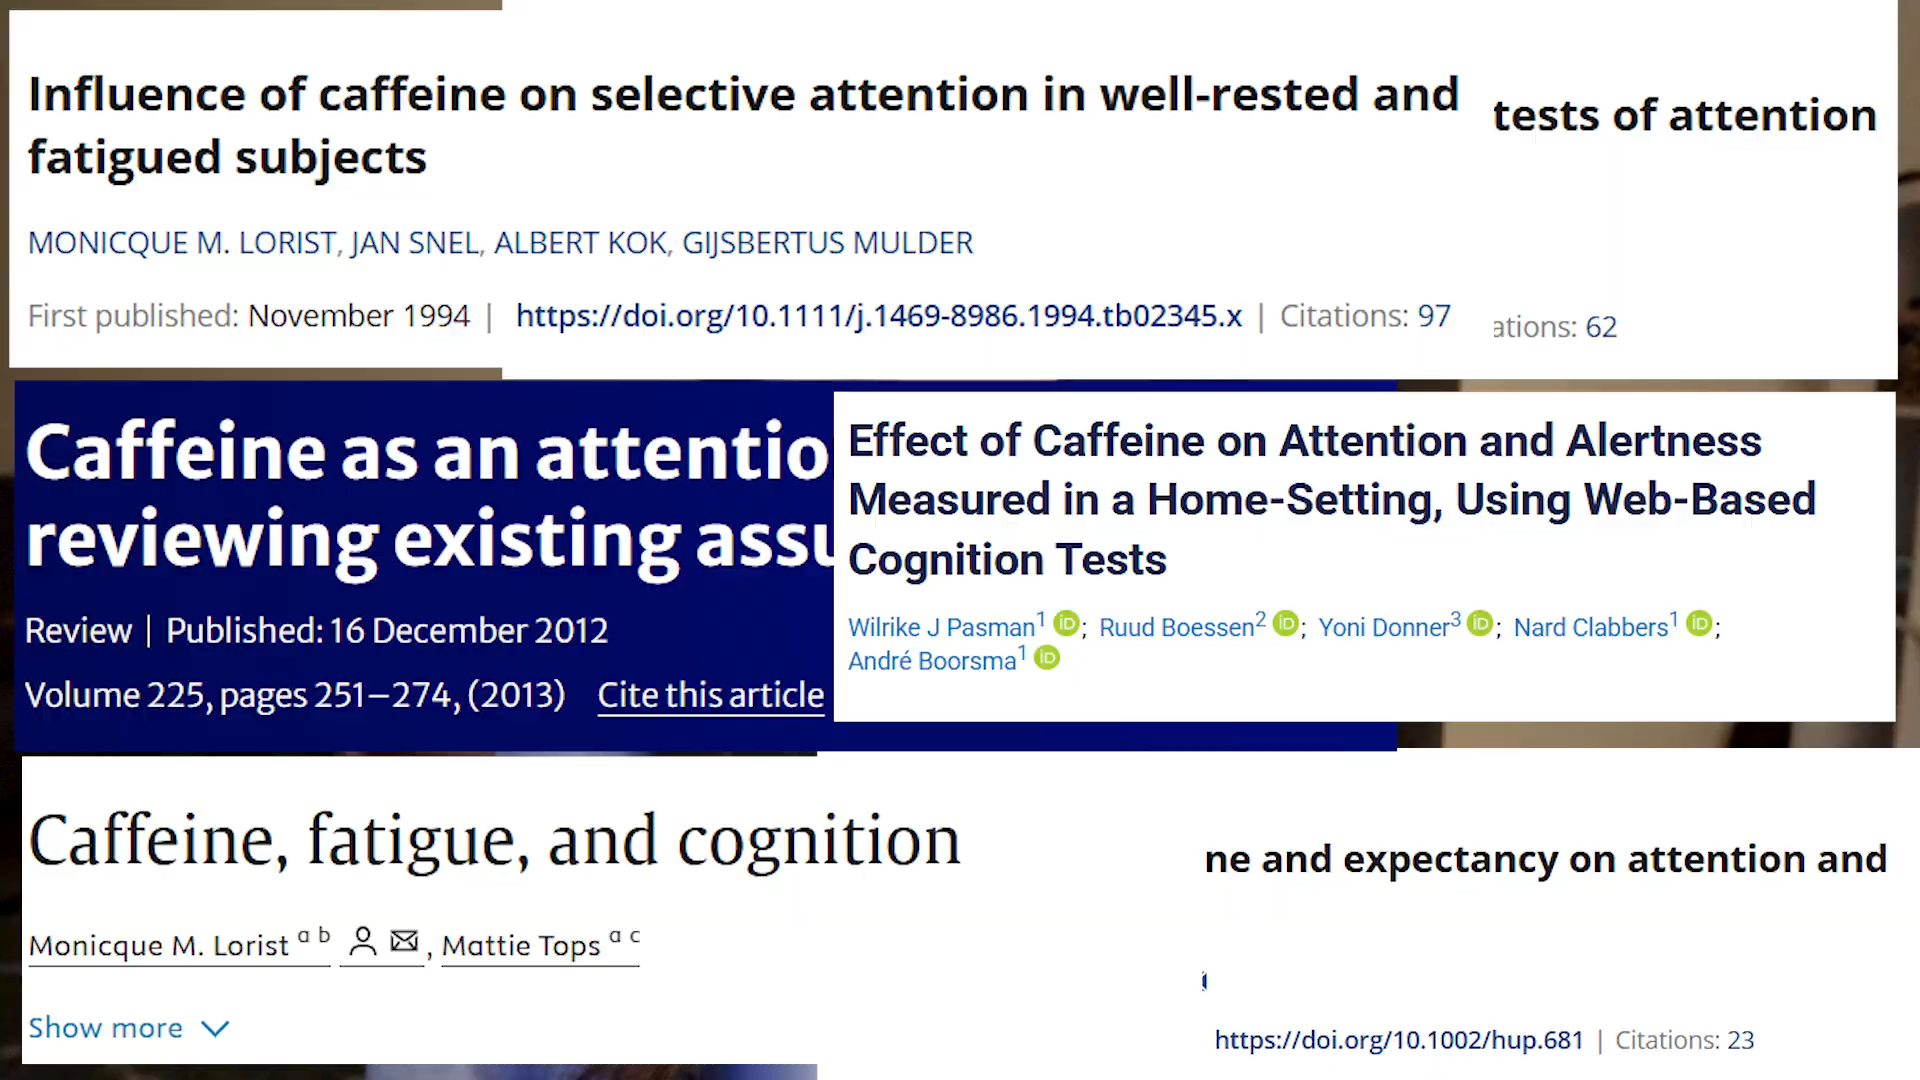 Influence of caffeine on selective attention in well-rested and
fatigued subjects
MONICQUE M. LORIST, JAN SNEL, ALBERT KOK, GIJSBERTUS MULDER
First published: November 1994 | https://doi.org/10.1111/j.1469-8986.1994.tb02345.x | Citations: 97
tests of attention
ations: 62
Caffeine as an attentio
reviewing existing assu
Review | Published: 16 December 2012
Volume 225, pages 251–274, (2013) Cite this article
Effect of Caffeine on Attention and Alertness
Measured in a Home-Setting, Using Web-Based
Cognition Tests
Wilrike J Pasman1 iD; Ruud Boessen2 iD; Yoni Donner3 iD; Nard Clabbers1 iD;
André Boorsma1 iD
Caffeine, fatigue, and cognition
Monicque M. Lorist a b, Mattie Tops a c
Show more
ne and expectancy on attention and
https://doi.org/10.1002/hup.681 | Citations: 23